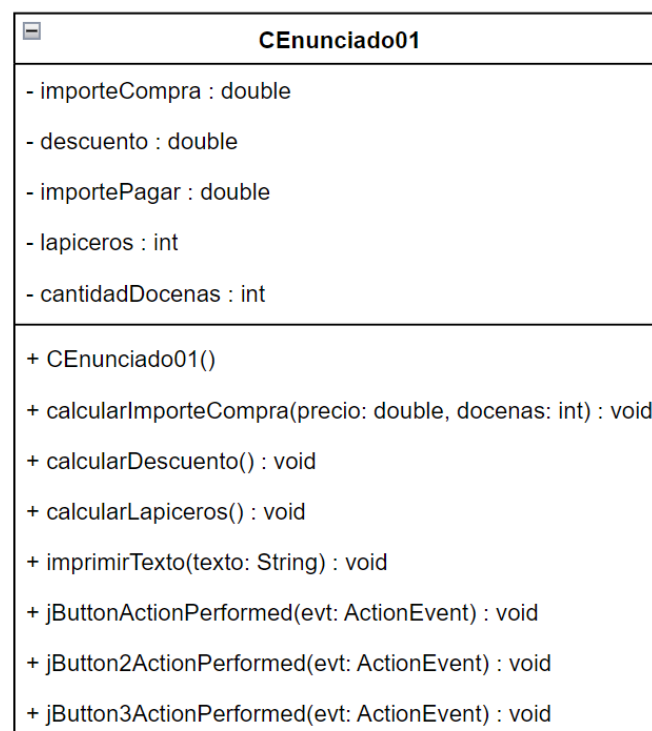 CEnunciado01
- importeCompra : double
- descuento : double
- importePagar : double
- lapiceros : int
- cantidadDocenas : int
+ CEnunciado01()
+ calcularImporteCompra(precio: double, docenas: int) : void
+ calcularDescuento() : void
+ calcularLapiceros() : void
+ imprimirTexto(texto: String) : void
+ jButtonActionPerformed(evt: ActionEvent) : void
+ jButton2ActionPerformed(evt: ActionEvent) : void
+ jButton3ActionPerformed(evt: ActionEvent) : void